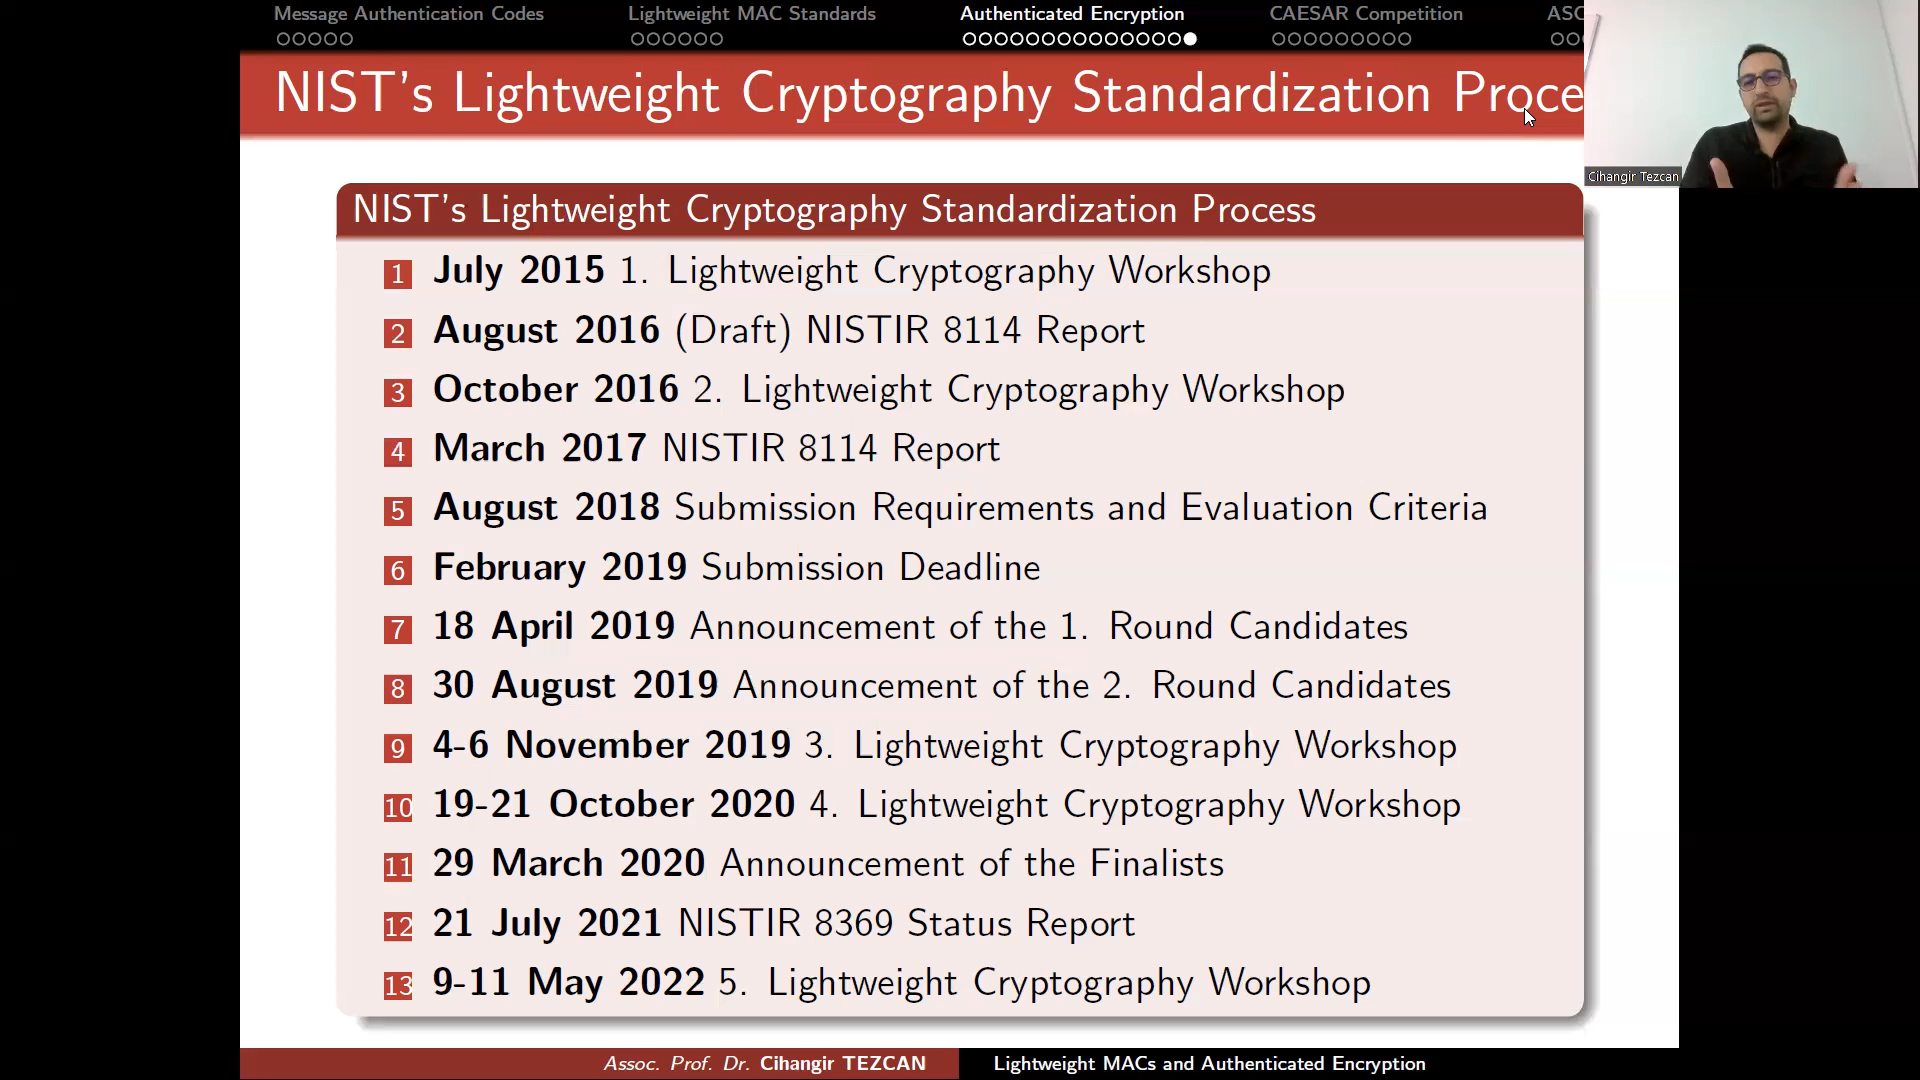 Message Authentication Codes Lightweight MAC Standards Authenticated Encryption CAESAR Competition ASC
NIST's Lightweight Cryptography Standardization Proce
Cihangir Tezcan
NIST's Lightweight Cryptography Standardization Process
1 July 2015 1. Lightweight Cryptography Workshop
2 August 2016 (Draft) NISTIR 8114 Report
3 October 2016 2. Lightweight Cryptography Workshop
4 March 2017 NISTIR 8114 Report
5 August 2018 Submission Requirements and Evaluation Criteria
6 February 2019 Submission Deadline
7 18 April 2019 Announcement of the 1. Round Candidates
8 30 August 2019 Announcement of the 2. Round Candidates
9 4-6 November 2019 3. Lightweight Cryptography Workshop
10 19-21 October 2020 4. Lightweight Cryptography Workshop
11 29 March 2020 Announcement of the Finalists
12 21 July 2021 NISTIR 8369 Status Report
13 9-11 May 2022 5. Lightweight Cryptography Workshop
Assoc. Prof. Dr. Cihangir TEZCAN Lightweight MACs and Authenticated Encryption